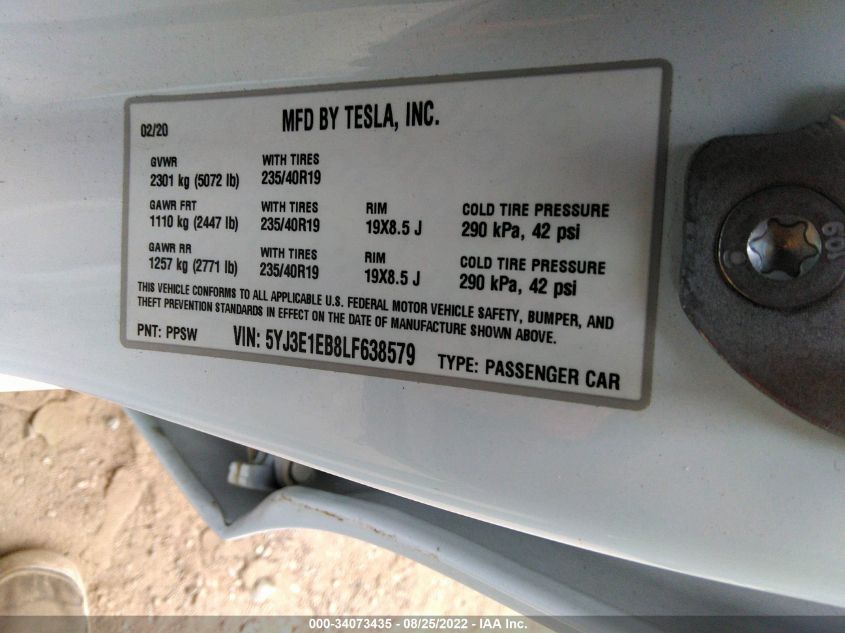 MFD BY TESLA, INC.
02/20
GVWR WITH TIRES
2301 kg (5072 lb) 235/40R19
GAWR FRT WITH TIRES RIM COLD TIRE PRESSURE
1110 kg (2447 lb) 235/40R19 19X8.5 J 290 kPa, 42 psi
GAWR RR WITH TIRES RIM COLD TIRE PRESSURE
1257 kg (2771 lb) 235/40R19 19X8.5 J 290 kPa, 42 psi
THIS VEHICLE CONFORMS TO ALL APPLICABLE U.S. FEDERAL MOTOR VEHICLE SAFETY, BUMPER, AND
THEFT PREVENTION STANDARDS IN EFFECT ON THE DATE OF MANUFACTURE SHOWN ABOVE.
PNT: PPSW VIN: 5YJ3E1EB8LF638579 TYPE: PASSENGER CAR
109
000-34073435 - 08/25/2022 - IAA Inc.